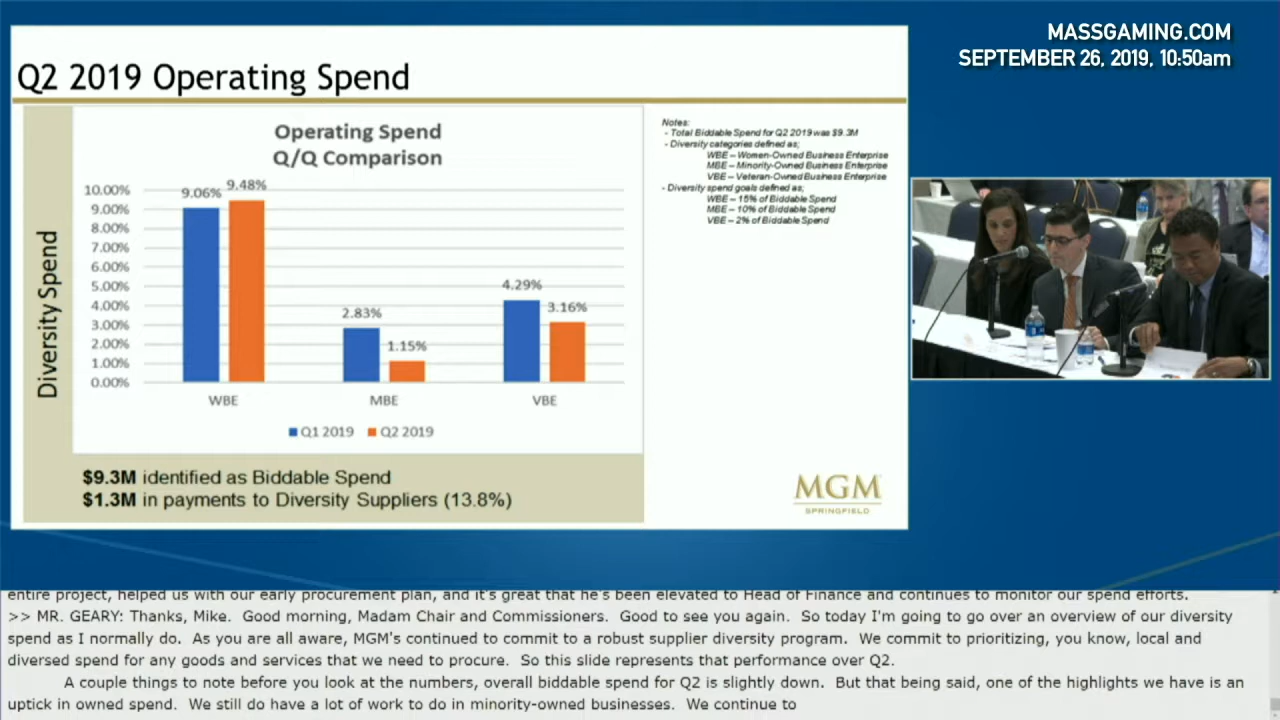 MASSGAMING.COM
SEPTEMBER 26, 2019, 10:50am
Q2 2019 Operating Spend
Diversity Spend
Operating Spend
Q/Q Comparison
10.00%
9.00%
8.00%
7.00%
6.00%
5.00%
4.00%
3.00%
2.00%
1.00%
0.00%
9.06%
9.48%
2.83%
1.15%
4.29%
3.16%
WBE
MBE
VBE
Q1 2019
Q2 2019
$9.3M identified as Biddable Spend
$1.3M in payments to Diversity Suppliers (13.8%)
Notes:
- Total Biddable Spend for Q2 2019 was $9.3M
- Diversity categories defined as;
WBE – Women-Owned Business Enterprise
MBE – Minority-Owned Business Enterprise
VBE – Veteran-Owned Business Enterprise
- Diversity spend goals defined as;
WBE – 15% of Biddable Spend
MBE – 10% of Biddable Spend
VBE – 2% of Biddable Spend
MGM
SPRINGFIELD
entire project, helped us with our early procurement plan, and it's great that he's been elevated to Head of Finance and continues to monitor our spend efforts.
>> MR. GEARY: Thanks, Mike. Good morning, Madam Chair and Commissioners. Good to see you again. So today I'm going to go over an overview of our diversity
spend as I normally do. As you are all aware, MGM's continued to commit to a robust supplier diversity program. We commit to prioritizing, you know, local and
diversed spend for any goods and services that we need to procure. So this slide represents that performance over Q2.
A couple things to note before you look at the numbers, overall biddable spend for Q2 is slightly down. But that being said, one of the highlights we have is an
uptick in owned spend. We still do have a lot of work to do in minority-owned businesses. We continue to